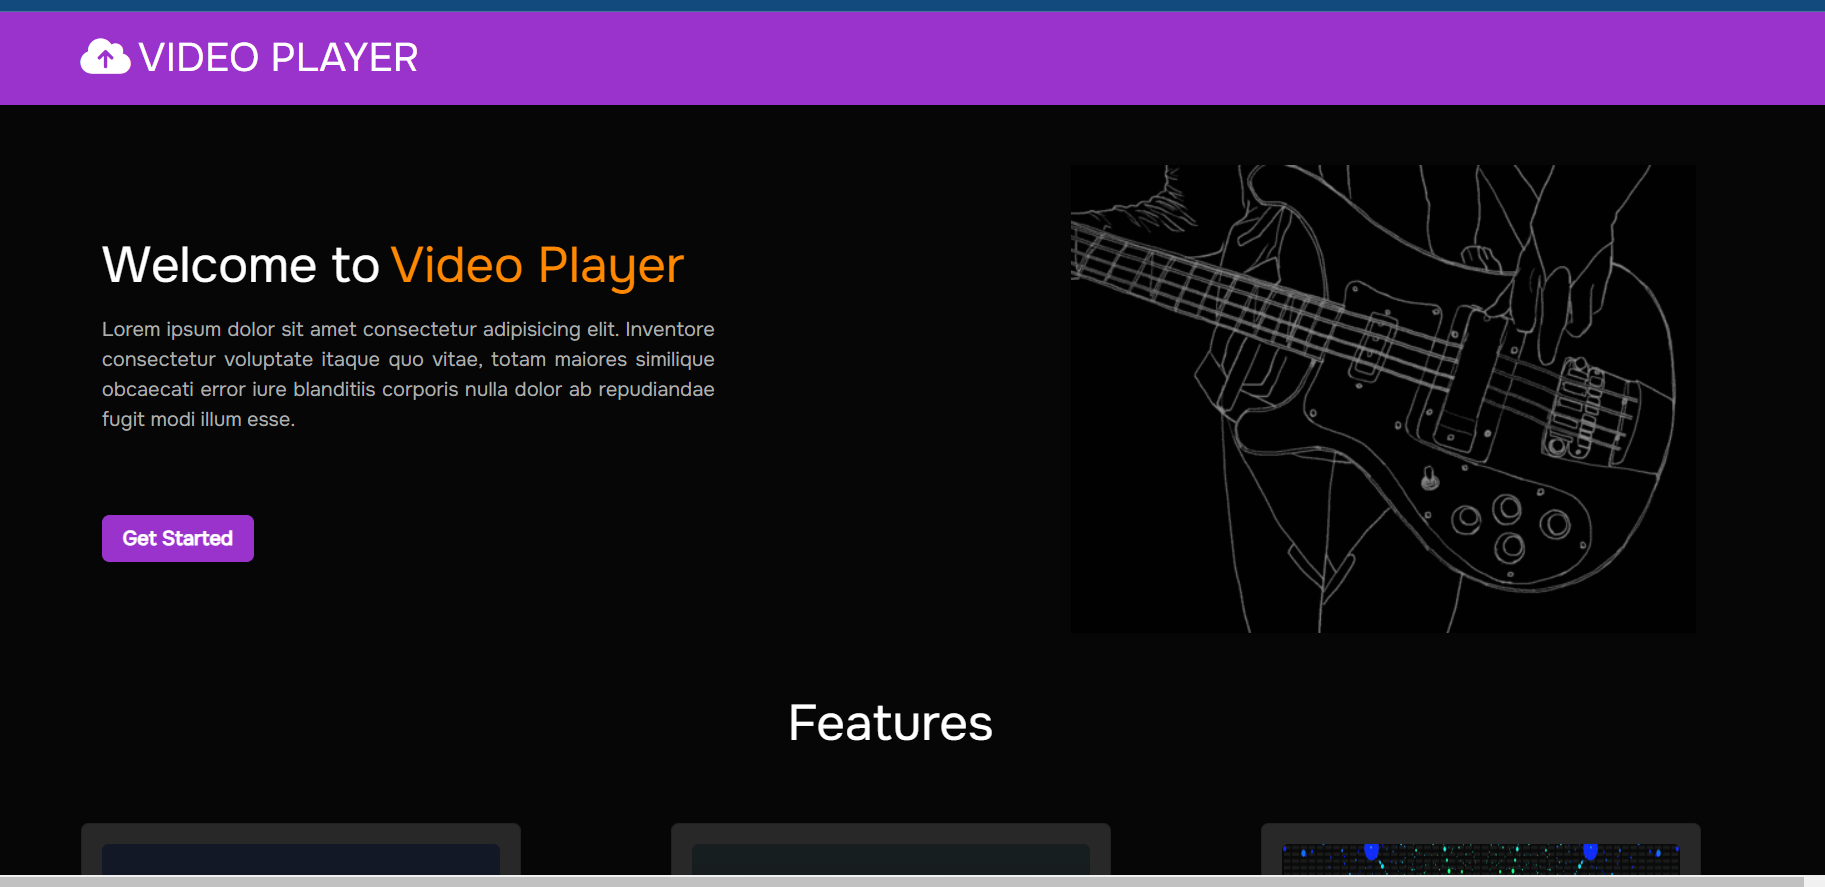 VIDEO PLAYER
Welcome to Video Player
Lorem ipsum dolor sit amet consectetur adipisicing elit. Inventore
consectetur voluptate itaque quo vitae, totam maiores similique
obcaecati error iure blanditiis corporis nulla dolor ab repudiandae
fugit modi illum esse.
Get Started
Features